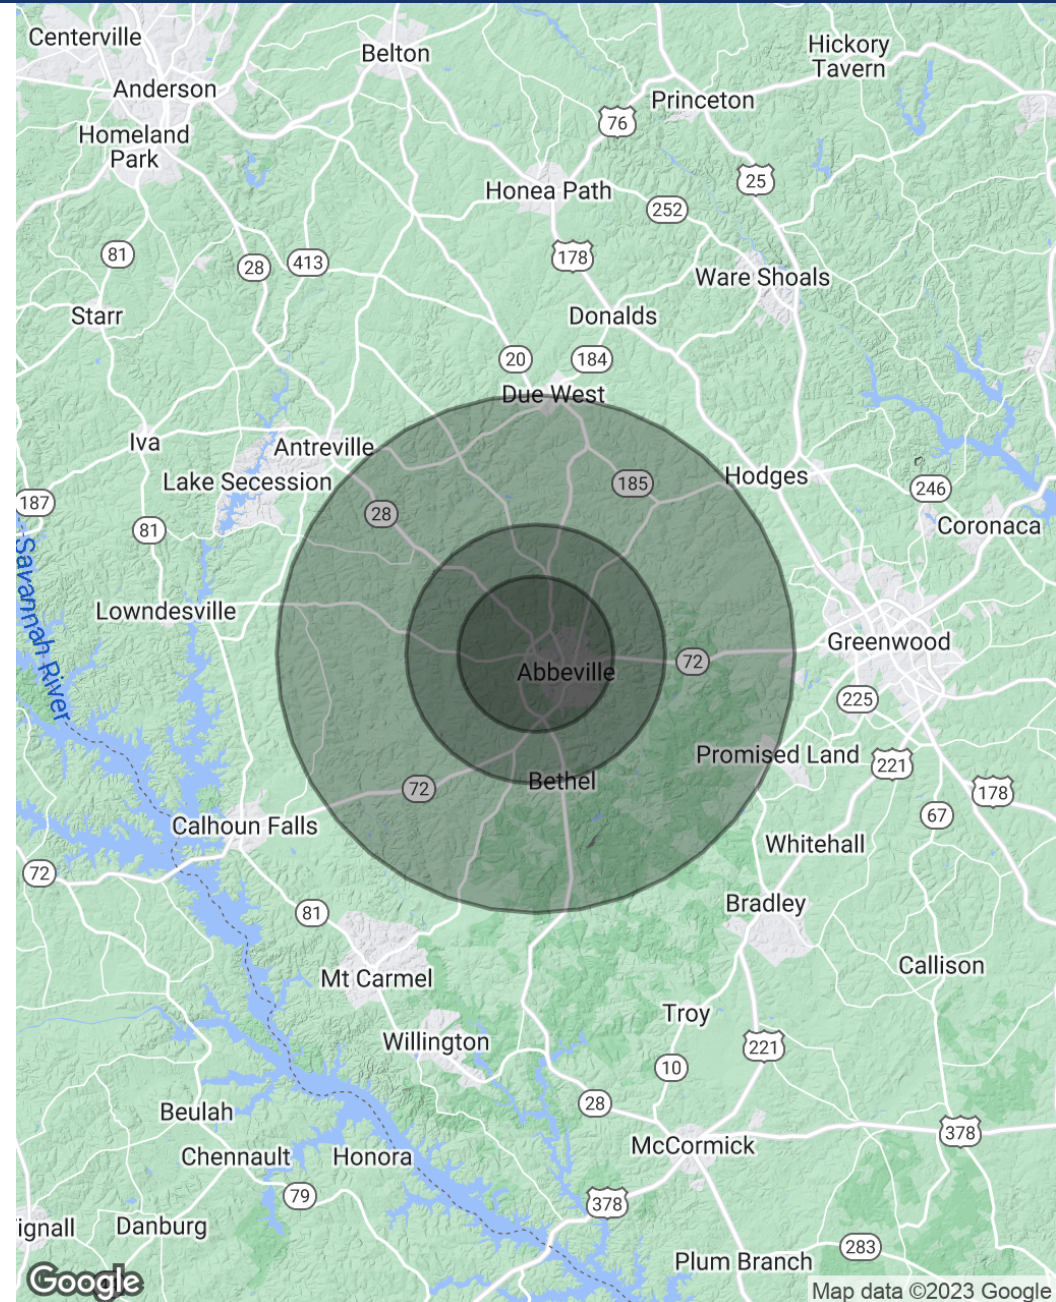 Centerville
Belton
Hickory
Tavern
Anderson
Princeton
76
Homeland
Park
25
Honea Path
252
81
28
413
178
Ware Shoals
Starr
Donalds
20
184
Due West
Iva
Antreville
Hodges
Lake Secession
185
246
187
28
81
Coronaca
Savannah River
Lowndesville
Greenwood
72
Abbeville
225
Promised Land
221
Bethel
72
178
67
Calhoun Falls
Whitehall
72
81
Bradley
Callison
Mt Carmel
Troy
Willington
221
10
28
Beulah
378
McCormick
Chennault
Honora
79
378
ignall
Danburg
283
Plum Branch
Google
Map data ©2023 Google